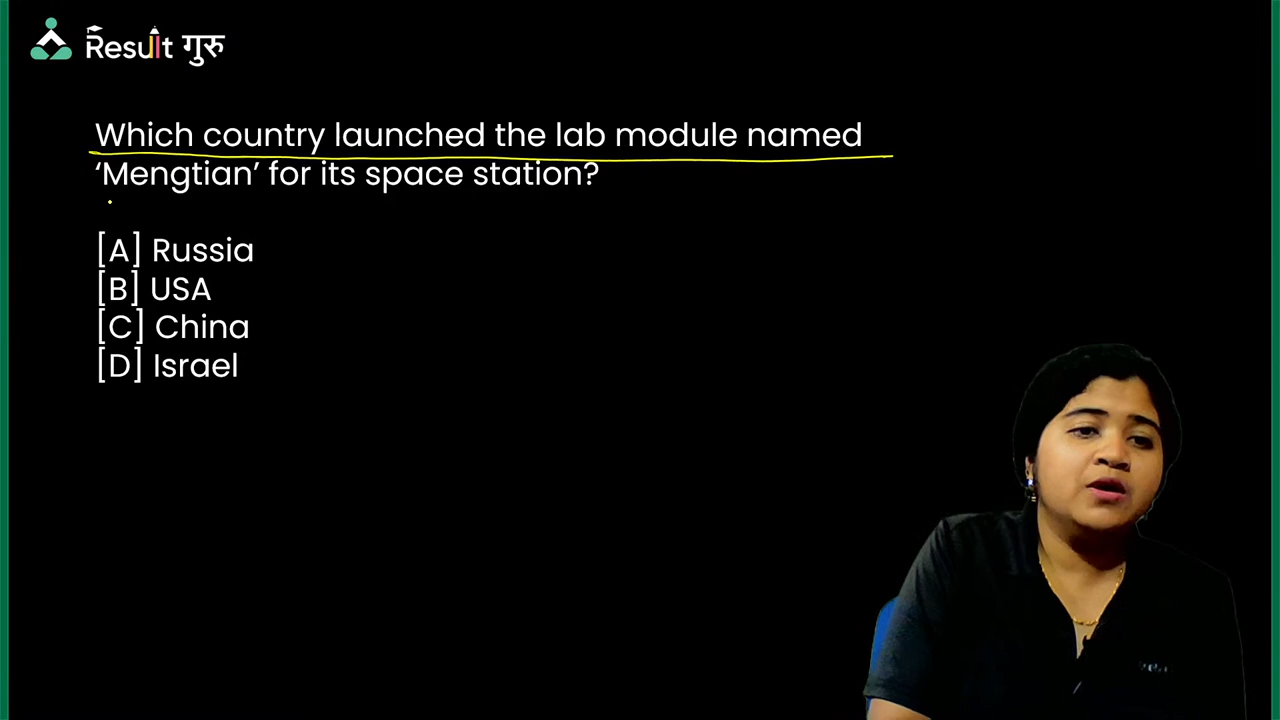 Result गुरु
Which country launched the lab module named
‘Mengtian’ for its space station?
[A] Russia
[B] USA
[C] China
[D] Israel